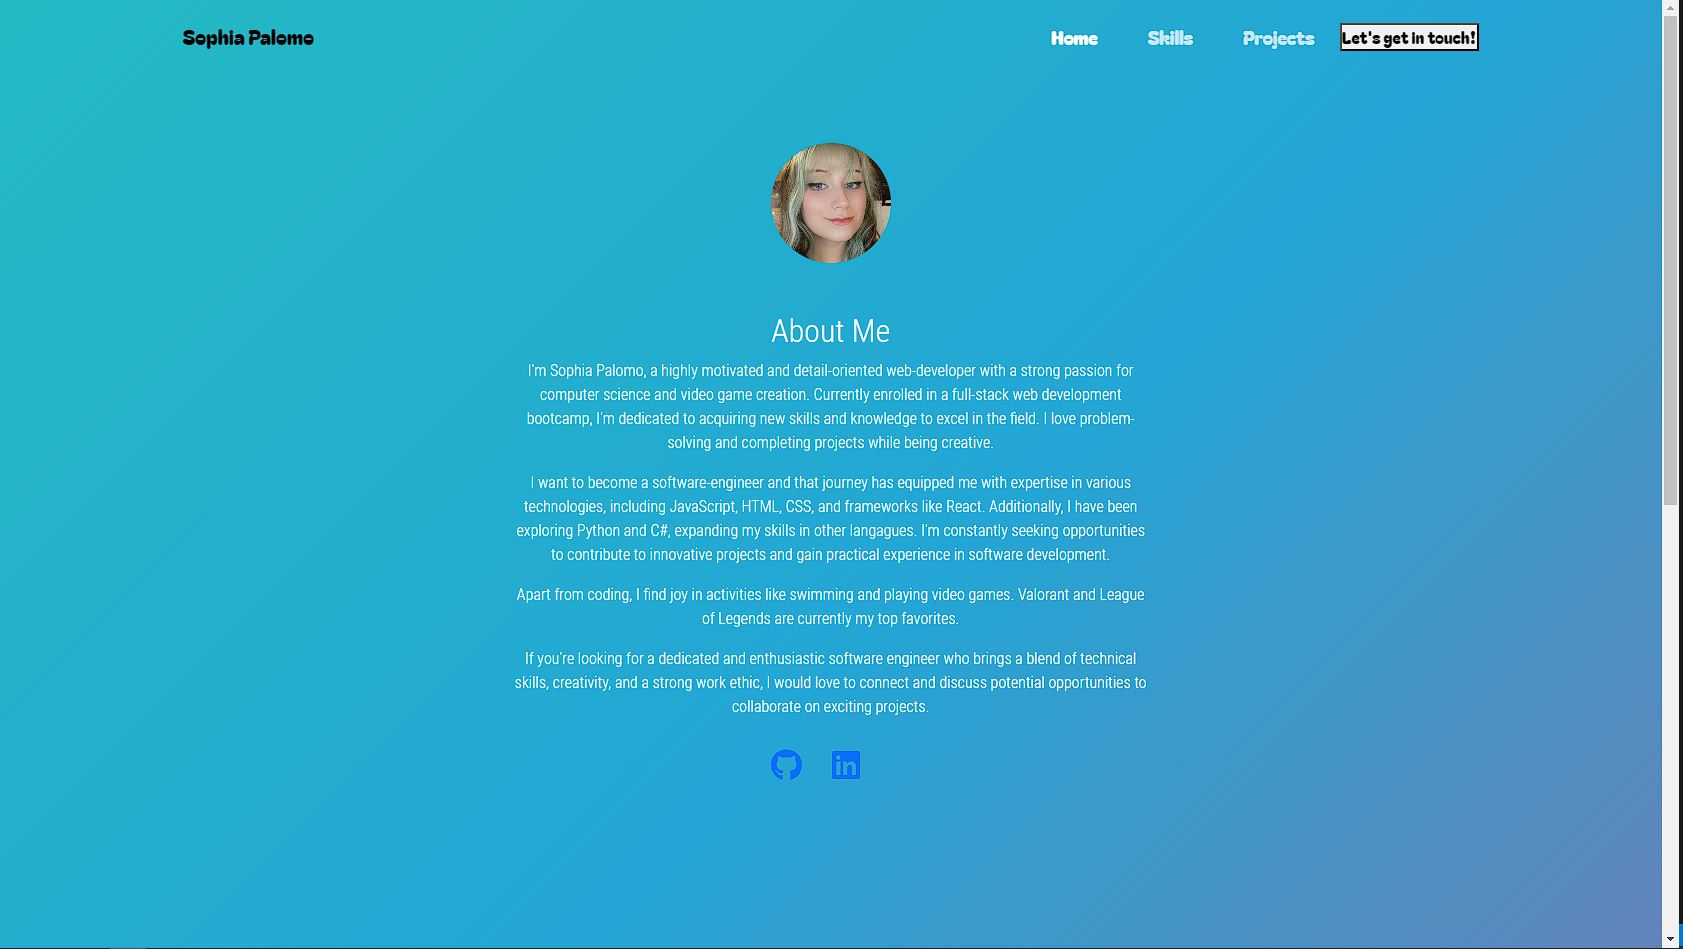 Sophia Palomo
Home
Skills
Projects
Let's get in touch!
About Me
I'm Sophia Palomo, a highly motivated and detail-oriented web-developer with a strong passion for
computer science and video game creation. Currently enrolled in a full-stack web development
bootcamp, I'm dedicated to acquiring new skills and knowledge to excel in the field. I love problem-
solving and completing projects while being creative.
I want to become a software-engineer and that journey has equipped me with expertise in various
technologies, including JavaScript, HTML, CSS, and frameworks like React. Additionally, I have been
exploring Python and C#, expanding my skills in other langagues. I'm constantly seeking opportunities
to contribute to innovative projects and gain practical experience in software development.
Apart from coding, I find joy in activities like swimming and playing video games. Valorant and League
of Legends are currently my top favorites.
If you're looking for a dedicated and enthusiastic software engineer who brings a blend of technical
skills, creativity, and a strong work ethic, I would love to connect and discuss potential opportunities to
collaborate on exciting projects.
in